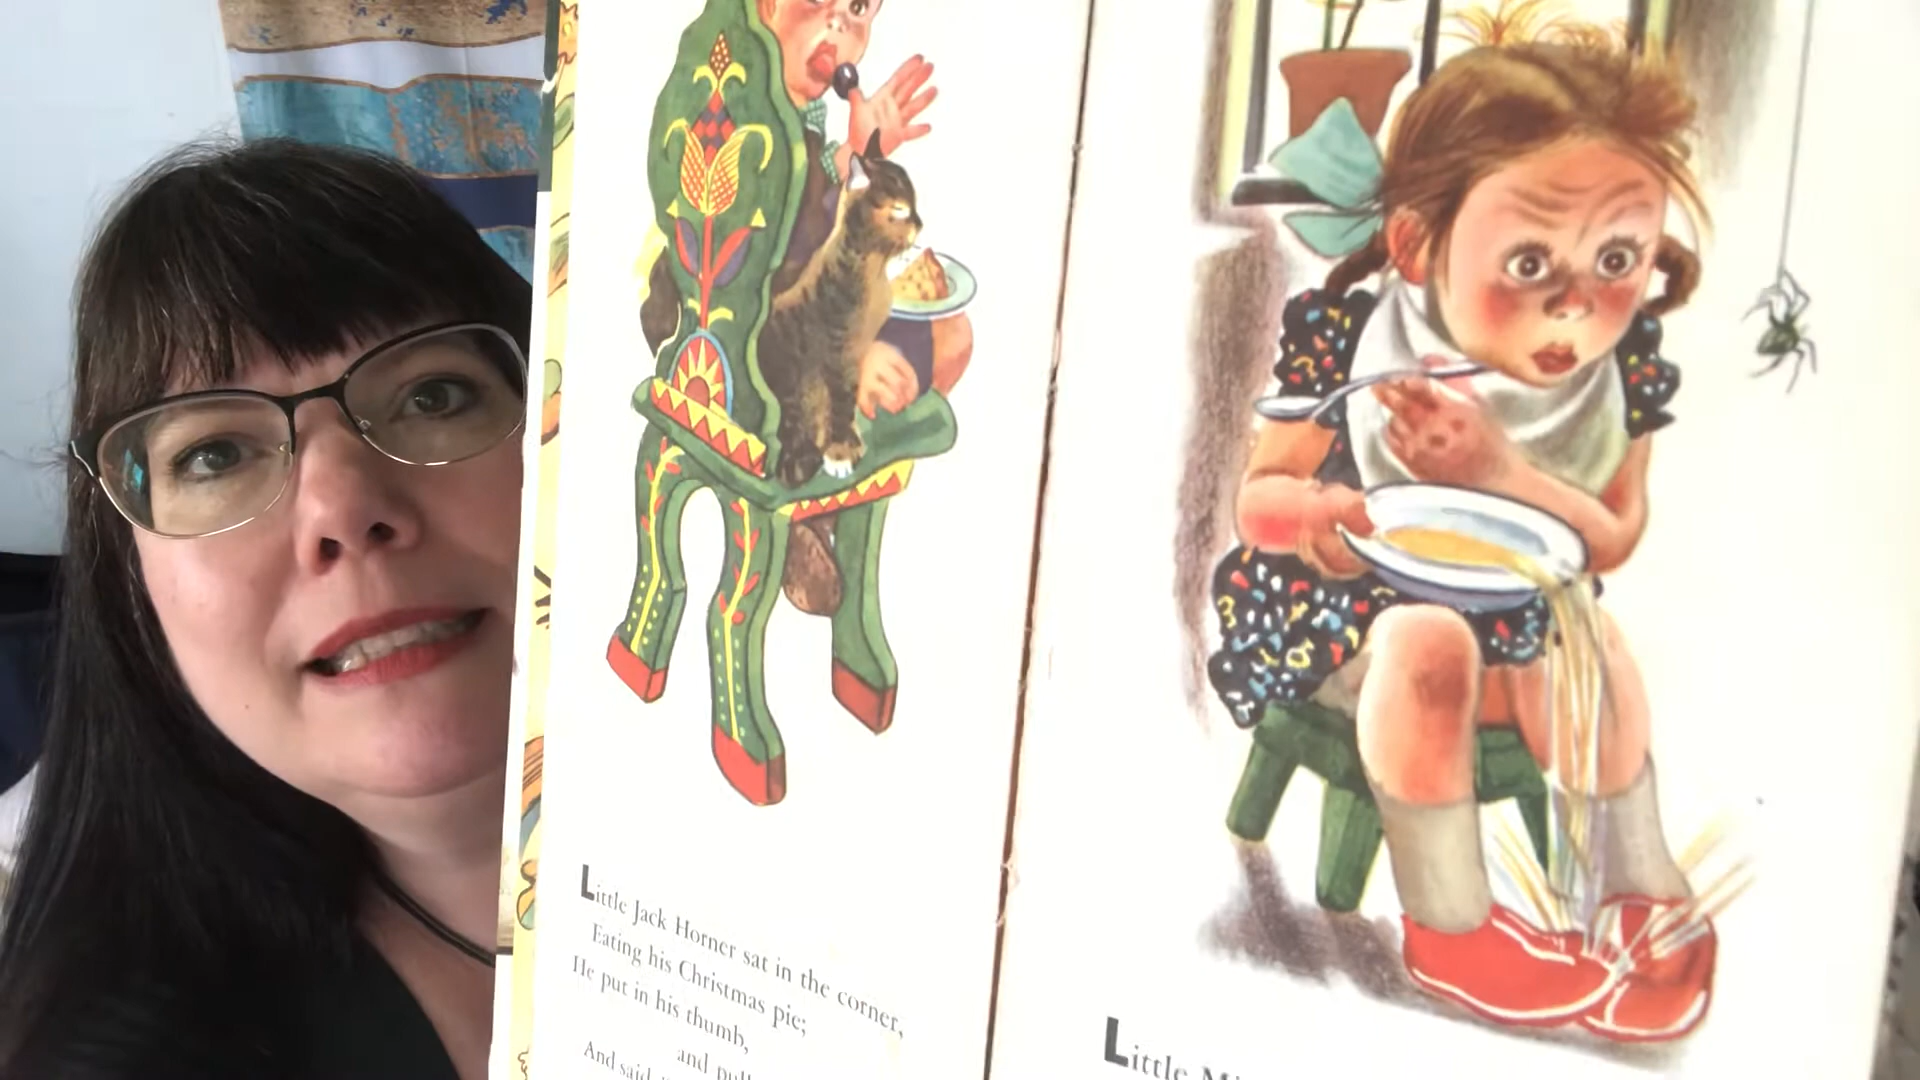 Little Jack Horner sat in the corner,
Eating his Christmas pie;
He put in his thumb,
and
And said
Little